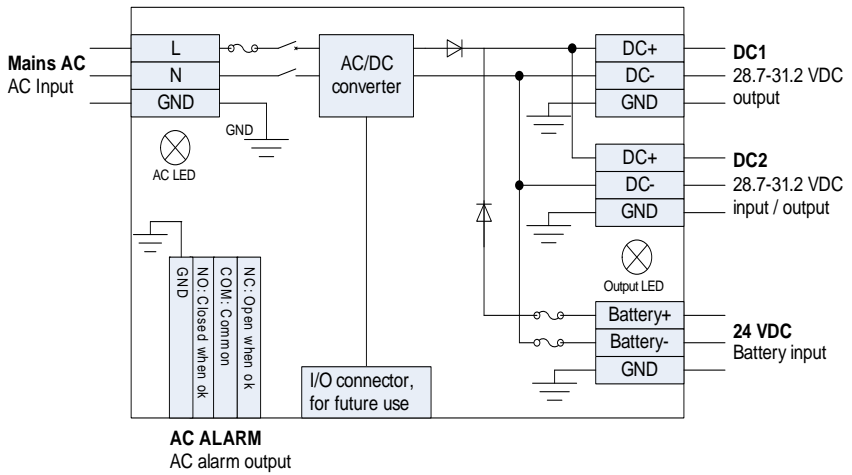 Mains AC
AC Input
L
N
GND
GND
AC LED
AC/DC
converter
DC+
DC-
GND
DC1
28.7-31.2 VDC
output
DC+
DC-
GND
DC2
28.7-31.2 VDC
input / output
Output LED
Battery+
Battery-
GND
24 VDC
Battery input
GND
NO: Closed when ok
COM: Common
NC: Open when ok
I/O connector,
for future use
AC ALARM
AC alarm output